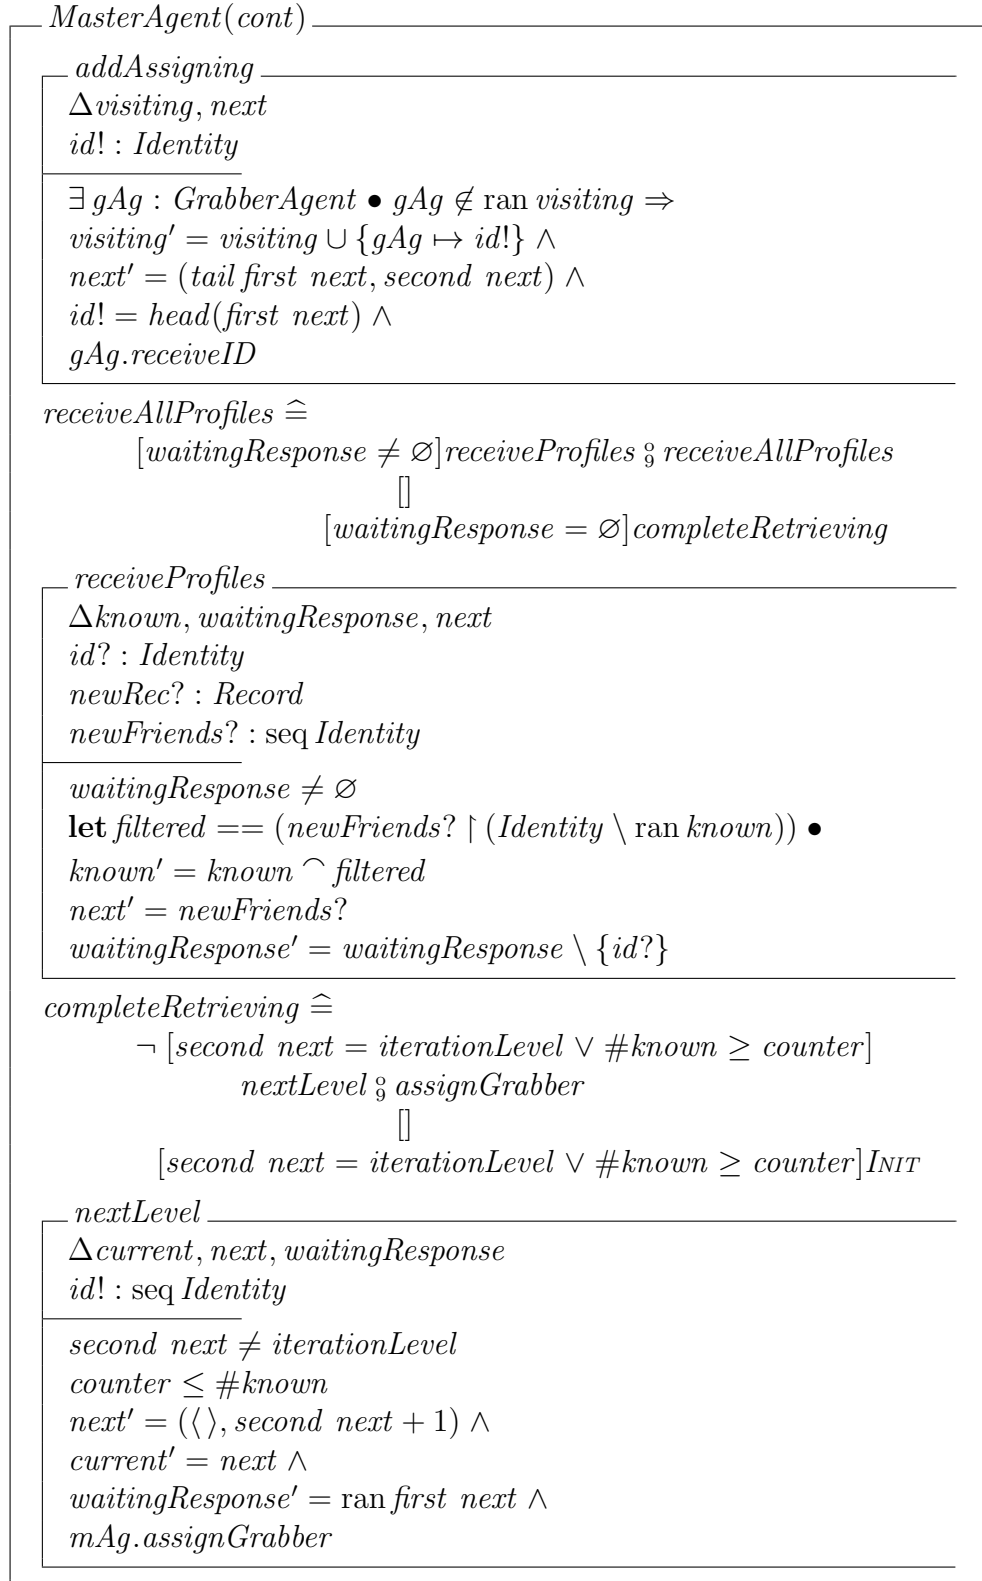 MasterAgent(cont)
addAssigning
Δvisiting, next
id! : Identity
∃ gAg : GrabberAgent • gAg ∉ ran visiting ⇒
visiting′ = visiting ∪ {gAg ↦ id!} ∧
next′ = (tail first next, second next) ∧
id! = head(first next) ∧
gAg.receiveID
receiveAllProfiles ≙
[waitingResponse ≠ ∅]receiveProfiles ⨾ receiveAllProfiles
[]
[waitingResponse = ∅]completeRetrieving
receiveProfiles
Δknown, waitingResponse, next
id? : Identity
newRec? : Record
newFriends? : seq Identity
waitingResponse ≠ ∅
let filtered == (newFriends? ↾ (Identity \ ran known)) •
known′ = known ⌢ filtered
next′ = newFriends?
waitingResponse′ = waitingResponse \ {id?}
completeRetrieving ≙
¬ [second next = iterationLevel ∨ #known ≥ counter]
nextLevel ⨾ assignGrabber
[]
[second next = iterationLevel ∨ #known ≥ counter]INIT
nextLevel
Δcurrent, next, waitingResponse
id! : seq Identity
second next ≠ iterationLevel
counter ≤ #known
next′ = (⟨ ⟩, second next + 1) ∧
current′ = next ∧
waitingResponse′ = ran first next ∧
mAg.assignGrabber